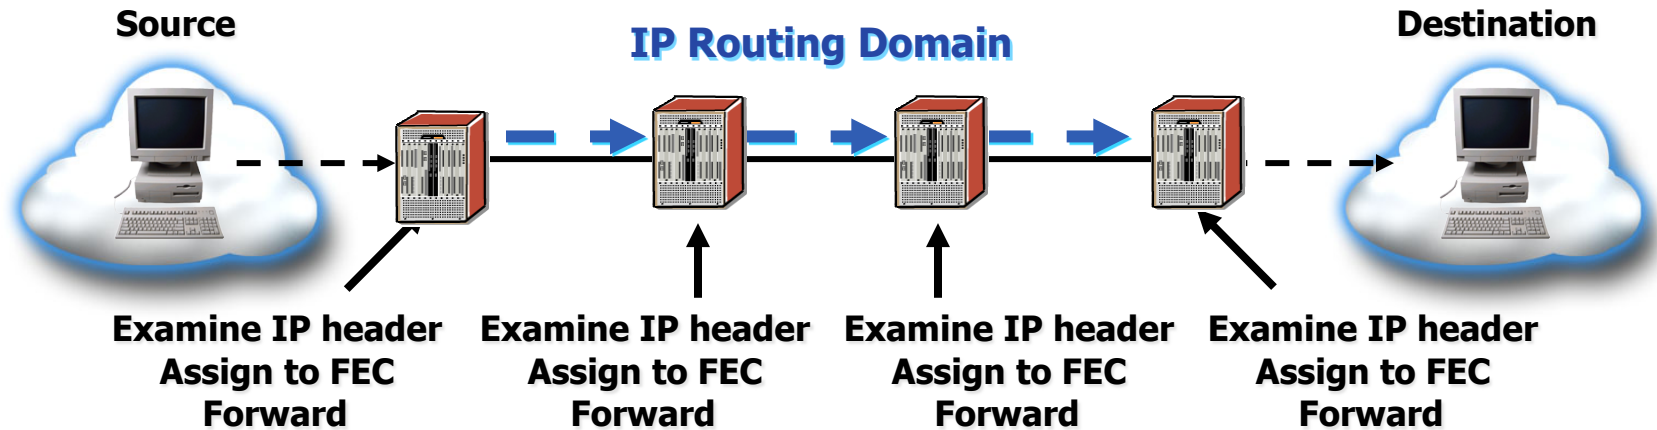 Source
IP Routing Domain
Destination
Examine IP header
Assign to FEC
Forward
Examine IP header
Assign to FEC
Forward
Examine IP header
Assign to FEC
Forward
Examine IP header
Assign to FEC
Forward